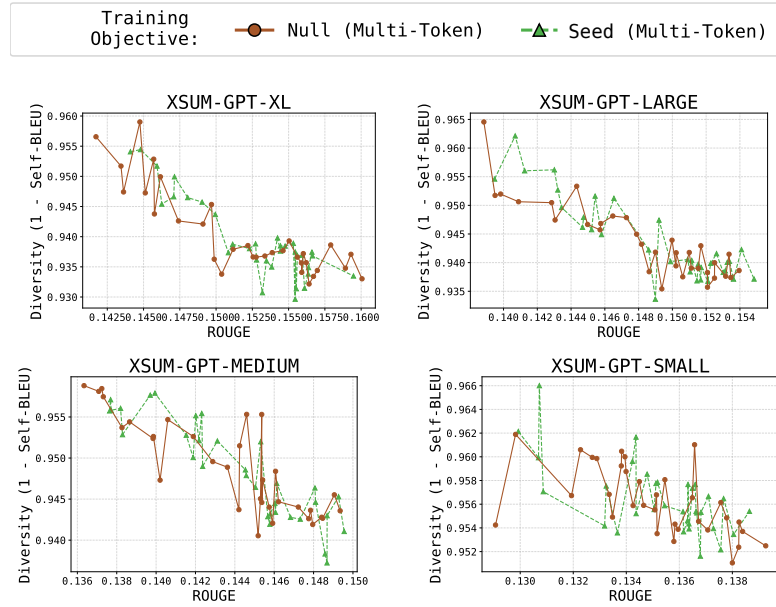 Training
Objective:
Null (Multi-Token)
Seed (Multi-Token)
XSUM-GPT-XL
Diversity (1 - Self-BLEU)
0.960
0.955
0.950
0.945
0.940
0.935
0.930
0.14250 0.14500 0.14750 0.15000 0.15250 0.15500 0.15750 0.1600
ROUGE
XSUM-GPT-LARGE
Diversity (1 - Self-BLEU)
0.965
0.960
0.955
0.950
0.945
0.940
0.935
0.140 0.142 0.144 0.146 0.148 0.150 0.152 0.154
ROUGE
XSUM-GPT-MEDIUM
Diversity (1 - Self-BLEU)
0.955
0.950
0.945
0.940
0.136 0.138 0.140 0.142 0.144 0.146 0.148 0.150
ROUGE
XSUM-GPT-SMALL
Diversity (1 - Self-BLEU)
0.966
0.964
0.962
0.960
0.958
0.956
0.954
0.952
0.130 0.132 0.134 0.136 0.138
ROUGE